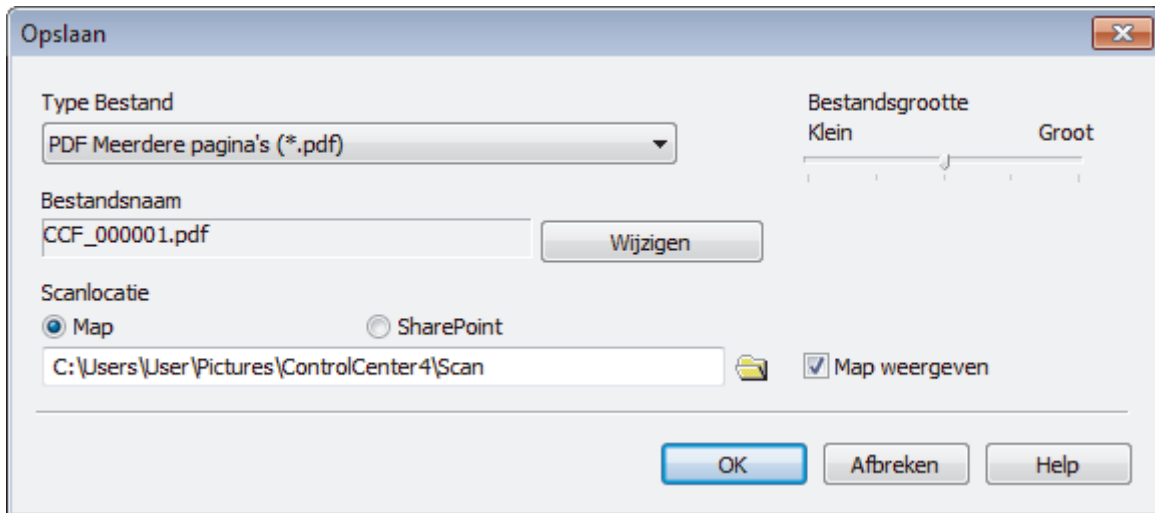 Opslaan
Type Bestand
PDF Meerdere pagina's (*.pdf)
Bestandsgrootte
Klein Groot
Bestandsnaam
CCF_000001.pdf
Wijzigen
Scanlocatie
Map SharePoint
C:\Users\User\Pictures\ControlCenter4\Scan
Map weergeven
OK Afbreken Help